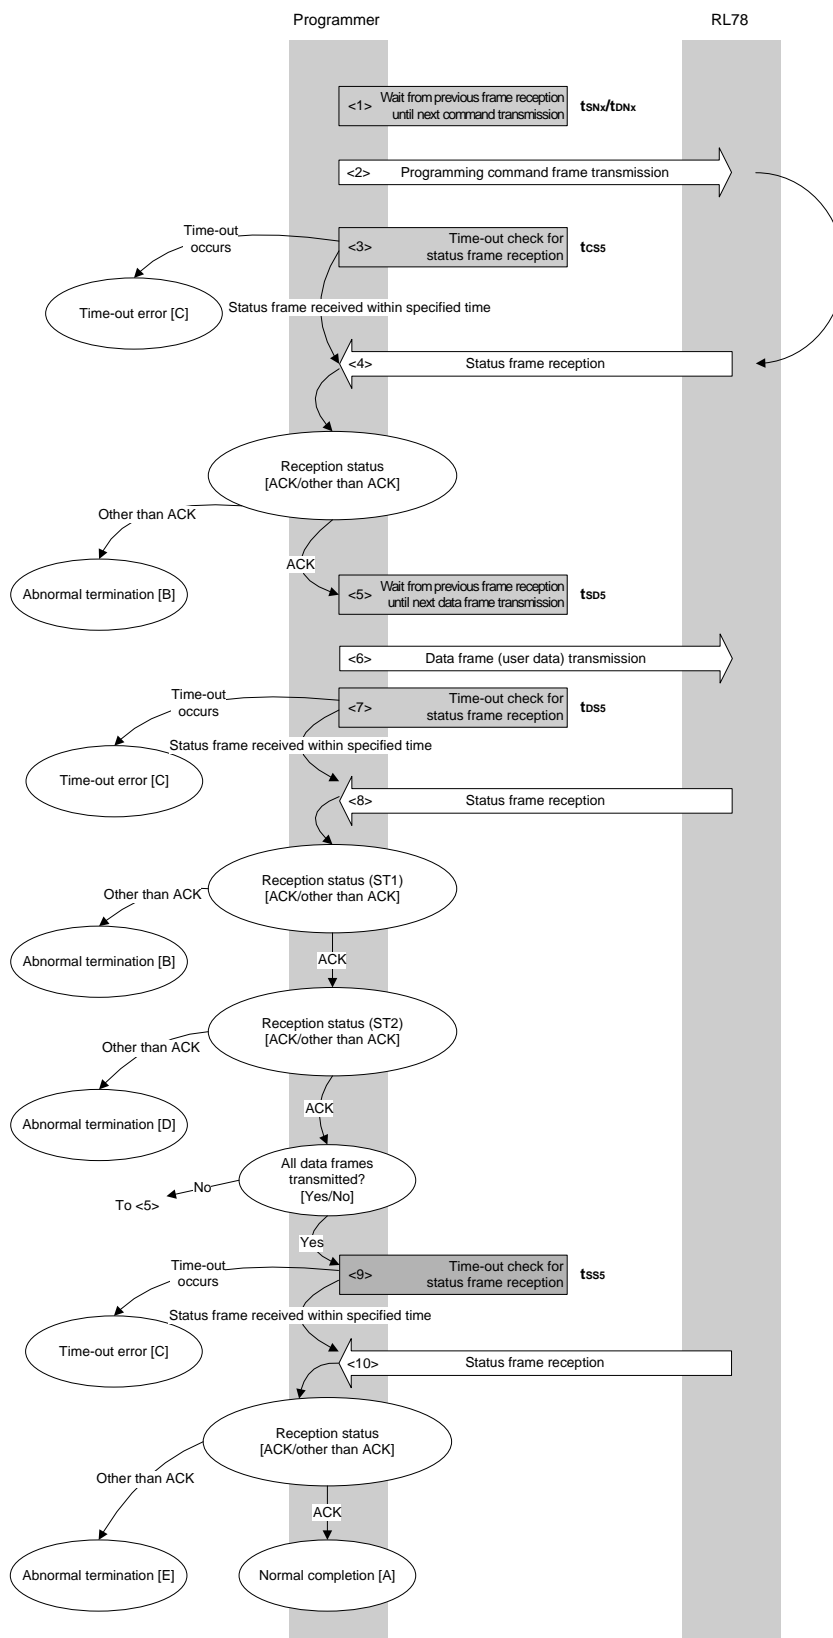 Programmer
RL78
<1>
Wait from previous frame reception
until next command transmission
tSNx/tDNx
<2>
Programming command frame transmission
Time-out
occurs
<3>
Time-out check for
status frame reception
tCS5
Time-out error [C]
Status frame received within specified time
<4>
Status frame reception
Reception status
[ACK/other than ACK]
Other than ACK
ACK
Abnormal termination [B]
<5>
Wait from previous frame reception
until next data frame transmission
tSD5
<6>
Data frame (user data) transmission
Time-out
occurs
<7>
Time-out check for
status frame reception
tDS5
Status frame received within specified time
Time-out error [C]
<8>
Status frame reception
Reception status (ST1)
[ACK/other than ACK]
Other than ACK
Abnormal termination [B]
ACK
Reception status (ST2)
[ACK/other than ACK]
Other than ACK
Abnormal termination [D]
ACK
All data frames
transmitted?
[Yes/No]
No
To <5>
Yes
Time-out
occurs
<9>
Time-out check for
status frame reception
tSS5
Status frame received within specified time
Time-out error [C]
<10>
Status frame reception
Reception status
[ACK/other than ACK]
Other than ACK
ACK
Abnormal termination [E]
Normal completion [A]